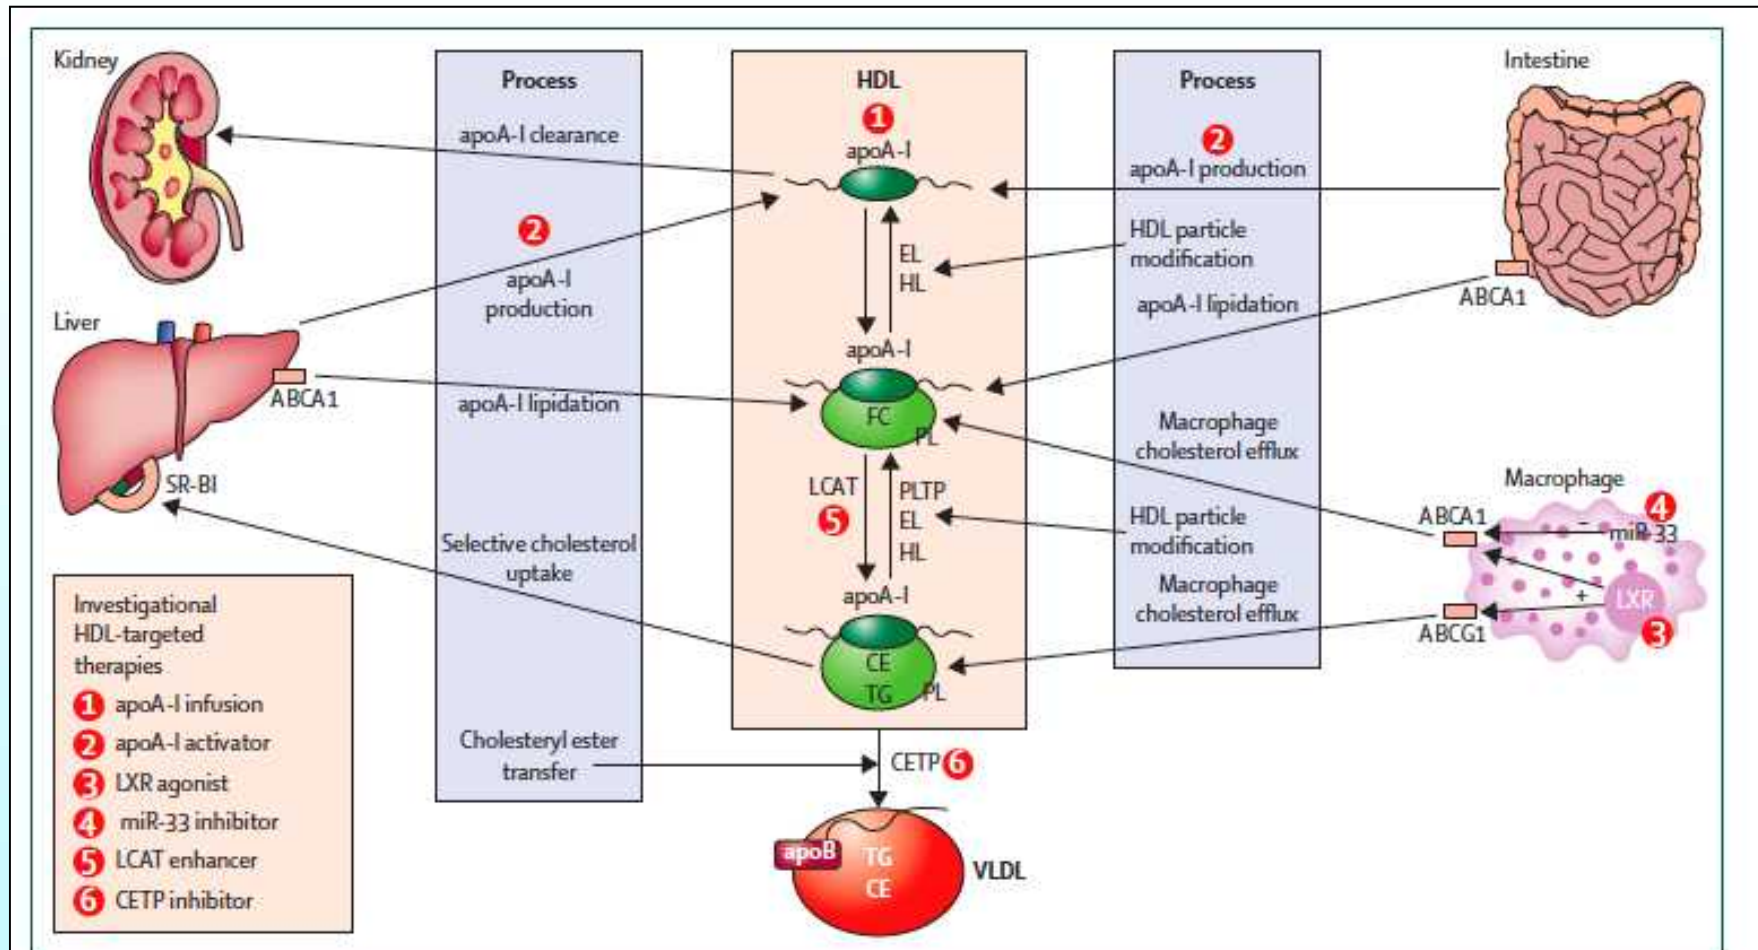 Kidney
Process
apoA-I clearance
2
apoA-I
production
apoA-I lipidation
Selective cholesterol
uptake
Cholesteryl ester
transfer
Liver
ABCA1
SR-BI
HDL
1
apoA-I
EL
HL
apoA-I
FC
PL
LCAT
5
PLTP
EL
HL
apoA-I
CE
TG
PL
CETP
6
apoB
TG
CE
VLDL
Process
2
apoA-I production
HDL particle
modification
apoA-I lipidation
Macrophage
cholesterol efflux
HDL particle
modification
Macrophage
cholesterol efflux
Intestine
ABCA1
Macrophage
4
ABCA1
–
miR-33
+
LXR
ABCG1
3
Investigational
HDL-targeted
therapies
1 apoA-I infusion
2 apoA-I activator
3 LXR agonist
4 miR-33 inhibitor
5 LCAT enhancer
6 CETP inhibitor